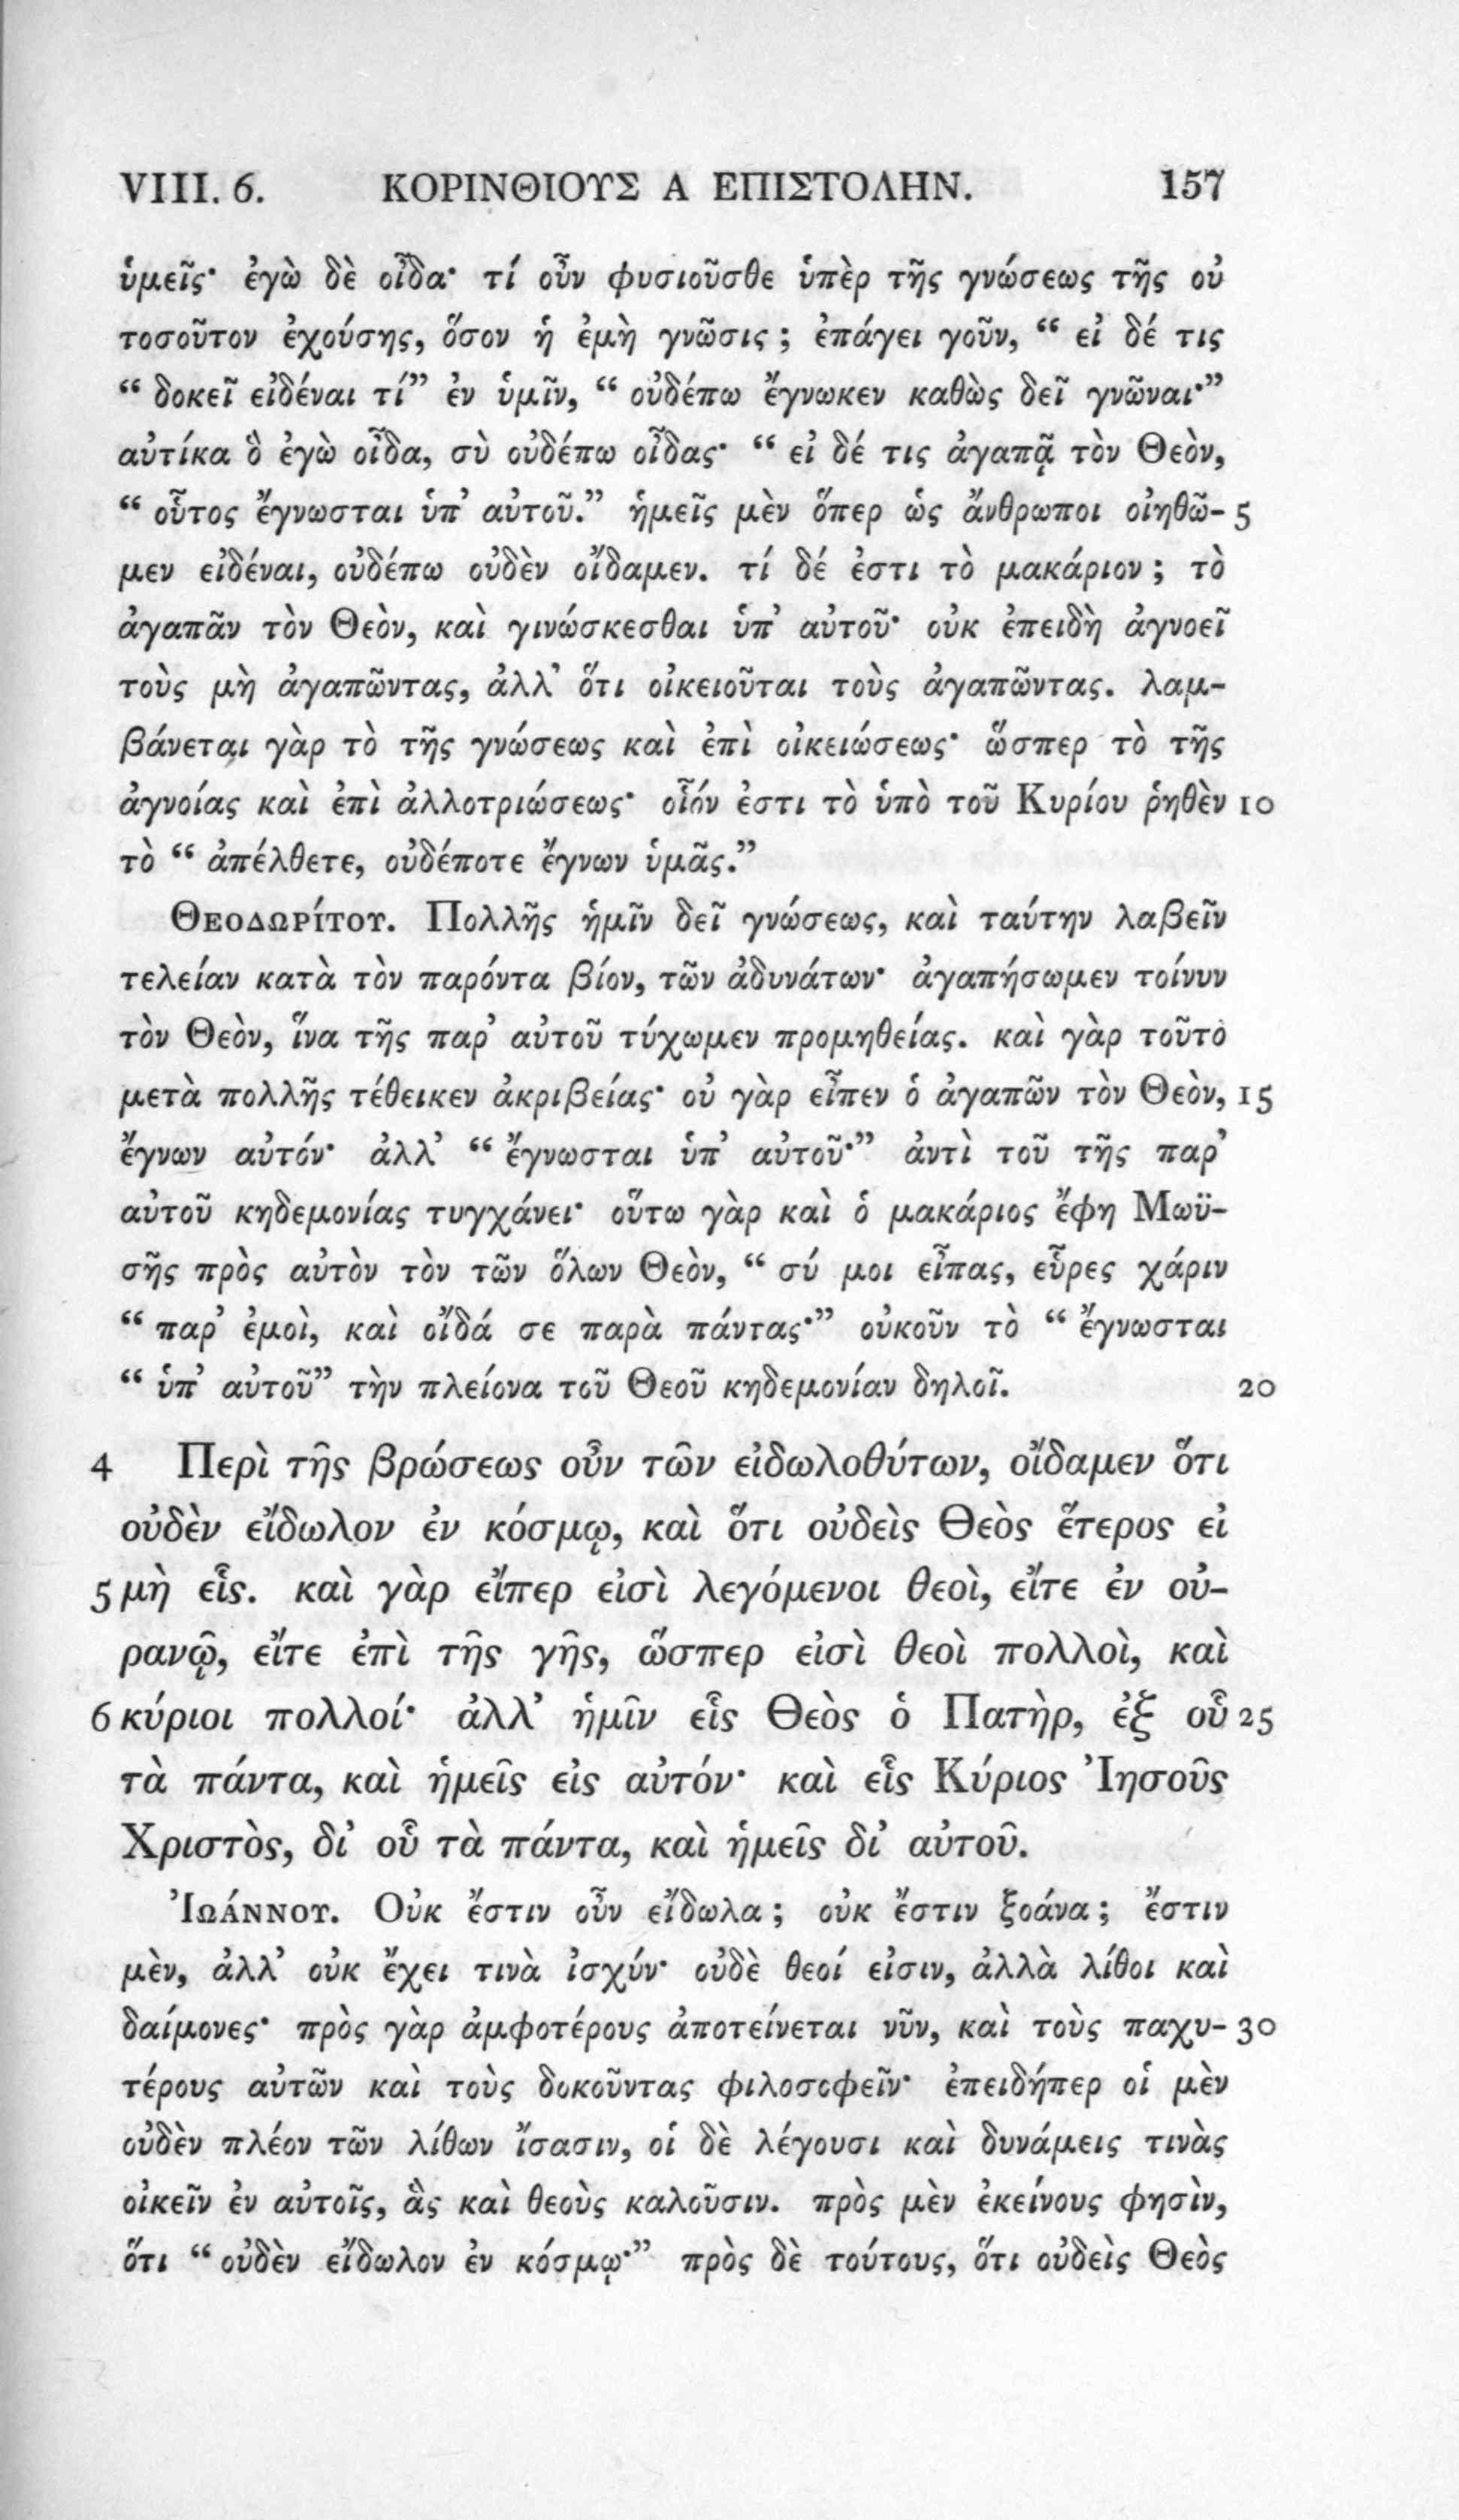 VIII. 6. ΚΟΡΙΝΘΙΟΥΣ Α ΕΠΙΣΤΟΛΗΝ. 157
ὑμεῖς· ἐγὼ δὲ οἶδα· τί οὖν φυσιοῦσθε ὑπὲρ τῆς γνώσεως τῆς οὐ
τοσοῦτον ἐχούσης, ὅσον ἡ ἐμὴ γνῶσις ; ἐπάγει γοῦν, “ εἰ δέ τις
“ δοκεῖ εἰδέναι τί” ἐν ὑμῖν, “ οὐδέπω ἔγνωκεν καθὼς δεῖ γνῶναι·”
αὐτίκα ὃ ἐγὼ οἶδα, σὺ οὐδέπω οἶδας· “ εἰ δέ τις ἀγαπᾷ τὸν Θεὸν,
“ οὗτος ἔγνωσται ὑπ’ αὐτοῦ.” ἡμεῖς μὲν ὅπερ ὡς ἄνθρωποι οἰηθῶ- 5
μεν εἰδέναι, οὐδέπω οὐδὲν οἴδαμεν. τί δέ ἐστι τὸ μακάριον ; τὸ
ἀγαπᾶν τὸν Θεὸν, καὶ γινώσκεσθαι ὑπ’ αὐτοῦ· οὐκ ἐπειδὴ ἀγνοεῖ
τοὺς μὴ ἀγαπῶντας, ἀλλ’ ὅτι οἰκειοῦται τοὺς ἀγαπῶντας. λαμ-
βάνεται γὰρ τὸ τῆς γνώσεως καὶ ἐπὶ οἰκειώσεως· ὥσπερ τὸ τῆς
ἀγνοίας καὶ ἐπὶ ἀλλοτριώσεως· οἷόν ἐστι τὸ ὑπὸ τοῦ Κυρίου ῥηθὲν 10
τὸ “ ἀπέλθετε, οὐδέποτε ἔγνων ὑμᾶς.”
ΘΕΟΔΩΡΊΤΟΥ. Πολλῆς ἡμῖν δεῖ γνώσεως, καὶ ταύτην λαβεῖν
τελείαν κατὰ τὸν παρόντα βίον, τῶν ἀδυνάτων· ἀγαπήσωμεν τοίνυν
τὸν Θεὸν, ἵνα τῆς παρ’ αὐτοῦ τύχωμεν προμηθείας. καὶ γὰρ τοῦτο
μετὰ πολλῆς τέθεικεν ἀκριβείας· οὐ γὰρ εἶπεν ὁ ἀγαπῶν τὸν Θεὸν, 15
ἔγνων αὐτόν· ἀλλ’ “ ἔγνωσται ὑπ’ αὐτοῦ·” ἀντὶ τοῦ τῆς παρ’
αὐτοῦ κηδεμονίας τυγχάνει· οὕτω γὰρ καὶ ὁ μακάριος ἔφη Μωϋ-
σῆς πρὸς αὐτὸν τὸν τῶν ὅλων Θεὸν, “ σύ μοι εἶπας, εὗρες χάριν
“ παρ’ ἐμοὶ, καὶ οἶδά σε παρὰ πάντας·” οὐκοῦν τὸ “ ἔγνωσται
“ ὑπ’ αὐτοῦ” τὴν πλείονα τοῦ Θεοῦ κηδεμονίαν δηλοῖ. 20
4 Περὶ τῆς βρώσεως οὖν τῶν εἰδωλοθύτων, οἴδαμεν ὅτι
οὐδὲν εἴδωλον ἐν κόσμῳ, καὶ ὅτι οὐδεὶς Θεὸς ἕτερος εἰ
5 μὴ εἷς. καὶ γὰρ εἴπερ εἰσὶ λεγόμενοι θεοὶ, εἴτε ἐν οὐ-
ρανῷ, εἴτε ἐπὶ τῆς γῆς, ὥσπερ εἰσὶ θεοὶ πολλοὶ, καὶ
6 κύριοι πολλοί· ἀλλ’ ἡμῖν εἷς Θεὸς ὁ Πατὴρ, ἐξ οὗ 25
τὰ πάντα, καὶ ἡμεῖς εἰς αὐτόν· καὶ εἷς Κύριος Ἰησοῦς
Χριστὸς, δι’ οὗ τὰ πάντα, καὶ ἡμεῖς δι’ αὐτοῦ.
ἸΩΆΝΝΟΥ. Οὐκ ἔστιν οὖν εἴδωλα ; οὐκ ἔστιν ξοάνα ; ἔστιν
μὲν, ἀλλ’ οὐκ ἔχει τινὰ ἰσχύν· οὐδὲ θεοί εἰσιν, ἀλλὰ λίθοι καὶ
δαίμονες· πρὸς γὰρ ἀμφοτέρους ἀποτείνεται νῦν, καὶ τοὺς παχυ- 30
τέρους αὐτῶν καὶ τοὺς δοκοῦντας φιλοσοφεῖν· ἐπειδήπερ οἱ μὲν
οὐδὲν πλέον τῶν λίθων ἴσασιν, οἱ δὲ λέγουσι καὶ δυνάμεις τινὰς
οἰκεῖν ἐν αὐτοῖς, ἃς καὶ θεοὺς καλοῦσιν. πρὸς μὲν ἐκείνους φησὶν,
ὅτι “ οὐδὲν εἴδωλον ἐν κόσμῳ·” πρὸς δὲ τούτους, ὅτι οὐδεὶς Θεὸς